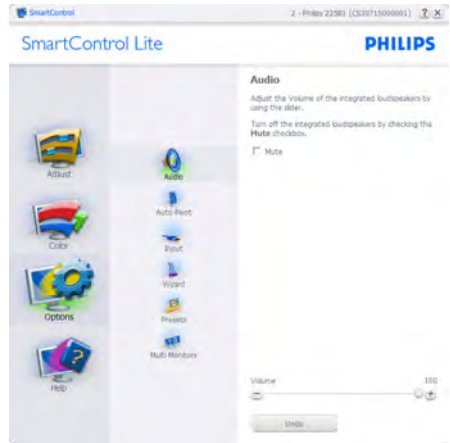 SmartControl
2 - Philips 225B1 (CS30715000001)
? X
SmartControl Lite
PHILIPS
Adjust
Color
Options
Help
Audio
Auto Pivot
Input
Wizard
Presets
Multi Monitors
Audio
Adjust the Volume of the integrated loudspeakers by
using the slider.
Turn off the integrated loudspeakers by checking the
Mute checkbox.
Mute
Volume
100
Undo